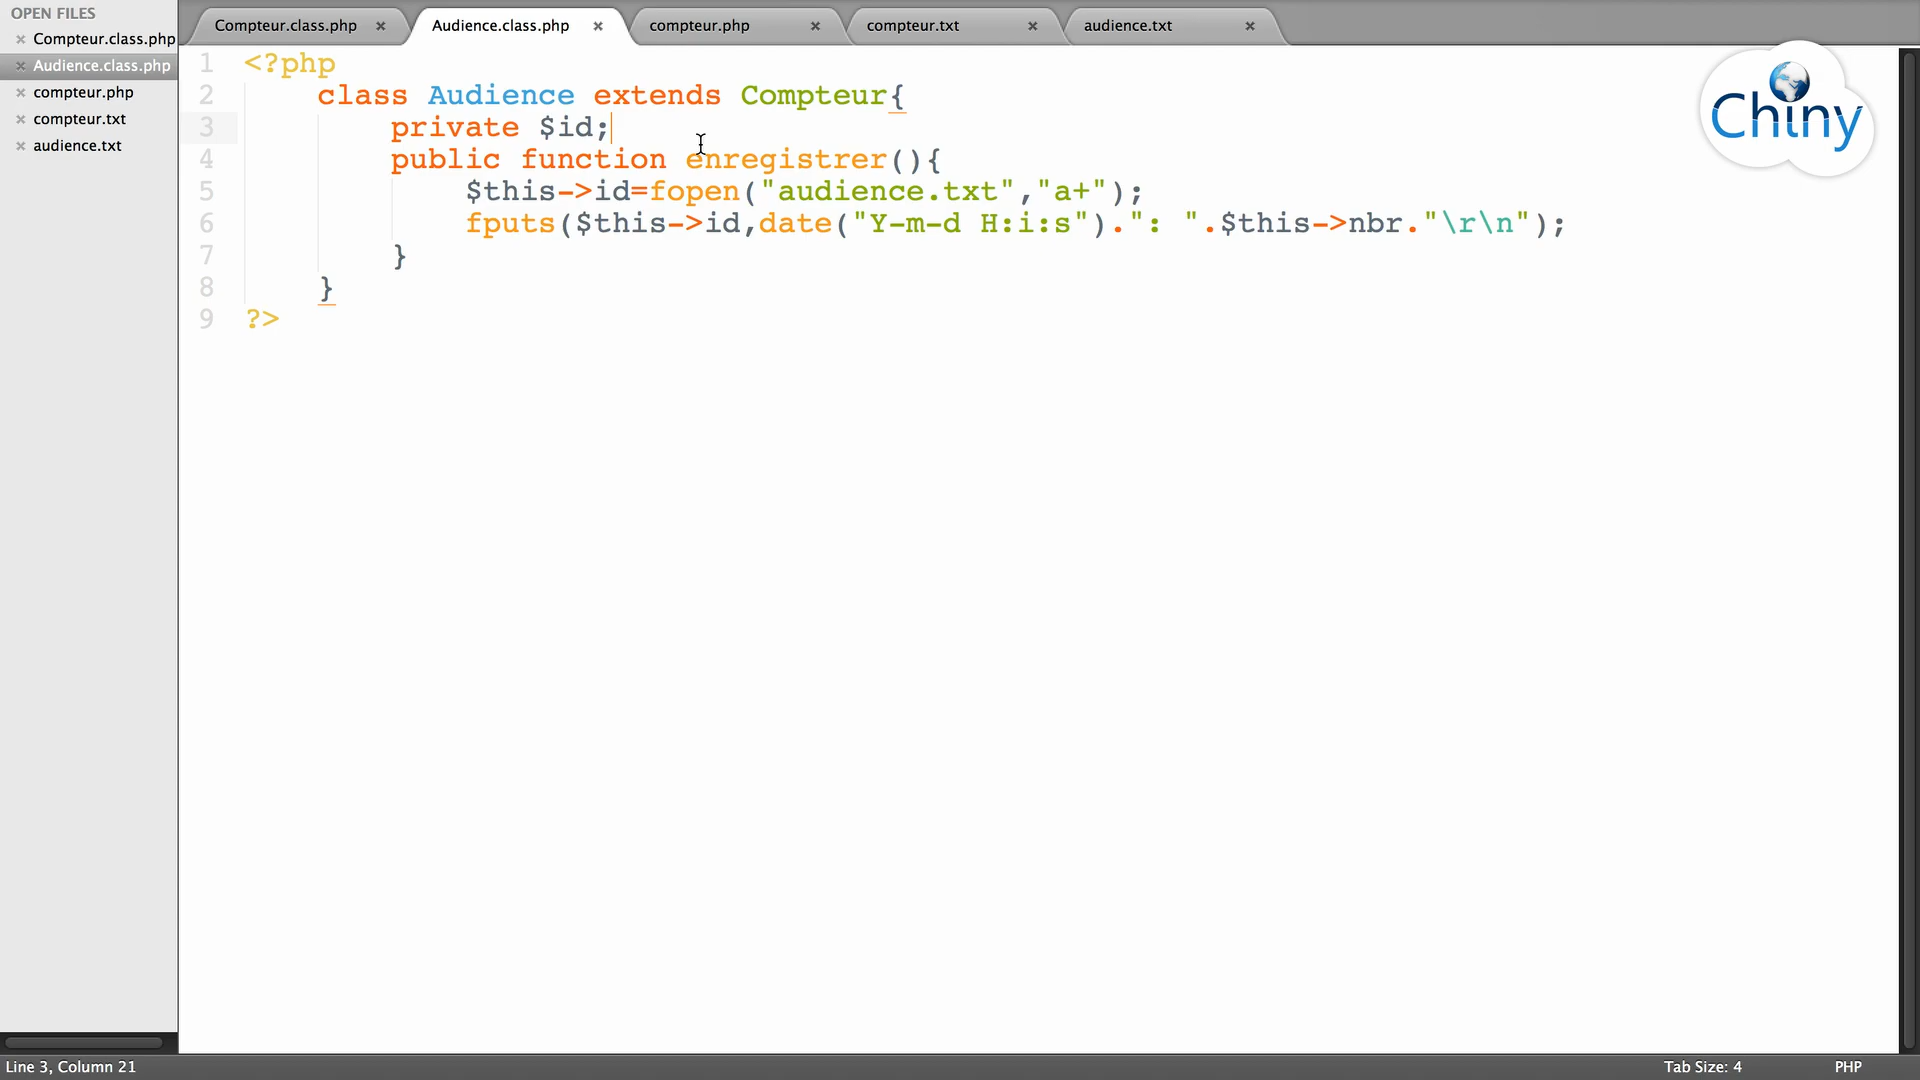 OPEN FILES
Compteur.class.php
Audience.class.php
compteur.php
compteur.txt
audience.txt
Compteur.class.php
Audience.class.php
compteur.php
compteur.txt
audience.txt
1 <?php
2 class Audience extends Compteur{
3 private $id;
4 public function enregistrer(){
5 $this->id=fopen("audience.txt","a+");
6 fputs($this->id,date("Y-m-d H:i:s").": ".$this->nbr."\r\n");
7 }
8 }
9 ?>
Chiny
Line 3, Column 21
Tab Size: 4
PHP